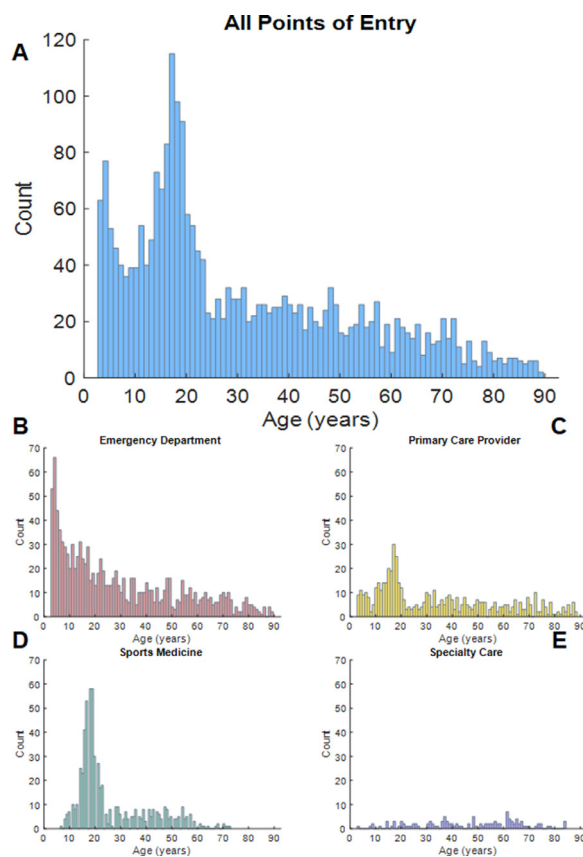 All Points of Entry
A
120
100
80
60
40
20
0
Count
0 10 20 30 40 50 60 70 80 90
Age (years)
B
Emergency Department
70
60
50
40
30
20
10
0
Count
0 10 20 30 40 50 60 70 80 90
Age (years)
Primary Care Provider
C
70
60
50
40
30
20
10
0
Count
0 10 20 30 40 50 60 70 80 90
Age (years)
D
Sports Medicine
70
60
50
40
30
20
10
0
Count
0 10 20 30 40 50 60 70 80 90
Age (years)
Specialty Care
E
70
60
50
40
30
20
10
0
Count
0 10 20 30 40 50 60 70 80 90
Age (years)